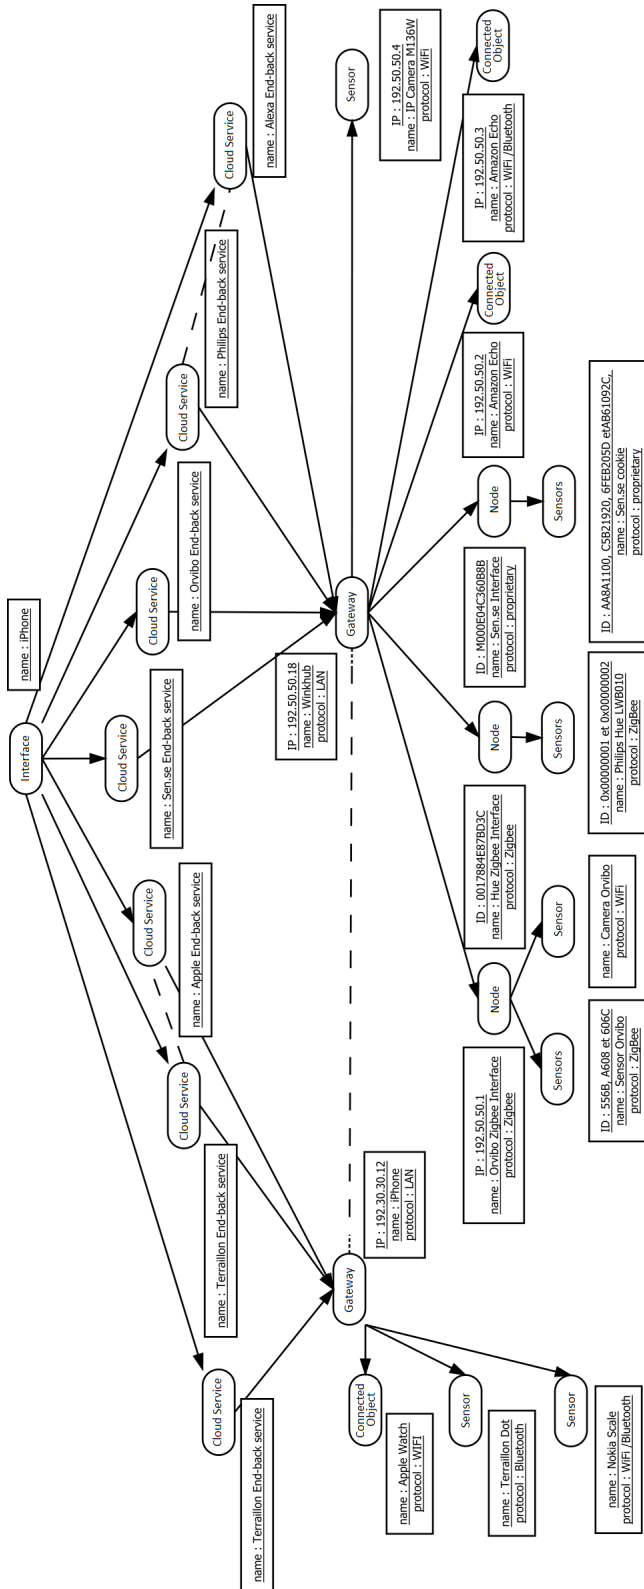 Interface
name : iPhone
Cloud Service
name : Terraillon End-back service
Cloud Service
name : Terraillon End-back service
Cloud Service
name : Apple End-back service
Cloud Service
name : Sen.se End-back service
Cloud Service
name : Orvibo End-back service
Cloud Service
name : Philips End-back service
Cloud Service
name : Alexa End-back service
Gateway
IP : 192.30.30.12
name : iPhone
protocol : LAN
Gateway
IP : 192.50.50.18
name : Winkhub
protocol : LAN
Sensor
IP : 192.50.50.4
name : IP Camera M136W
protocol : WiFi
Connected
Object
name : Apple Watch
protocol : WIFI
Sensor
name : Terraillon Dot
protocol : Bluetooth
Sensor
name : Nokia Scale
protocol : WiFi /Bluetooth
IP : 192.50.50.1
name : Orvibo Zigbee Interface
protocol : Zigbee
Node
ID : 0017884E87BD3C
name : Hue Zigbee Interface
protocol : Zigbee
Node
ID : M000E04C360B8B
name : Sen.se Interface
protocol : proprietary
Node
IP : 192.50.50.2
name : Amazon Echo
protocol : WiFi
Connected
Object
IP : 192.50.50.3
name : Amazon Echo
protocol : WiFi /Bluetooth
Connected
Object
Sensors
Sensor
Sensors
Sensors
ID : 556B, A608 et 606C
name : Sensor Orvibo
protocol : ZigBee
name : Camera Orvibo
protocol : WiFi
ID : 0x00000001 et 0x00000002
name : Philips Hue LWB010
protocol : ZigBee
ID : AA8A1100, C5B21920, 6FEB205D etAB61092C,
name : Sen.se cookie
protocol : proprietary